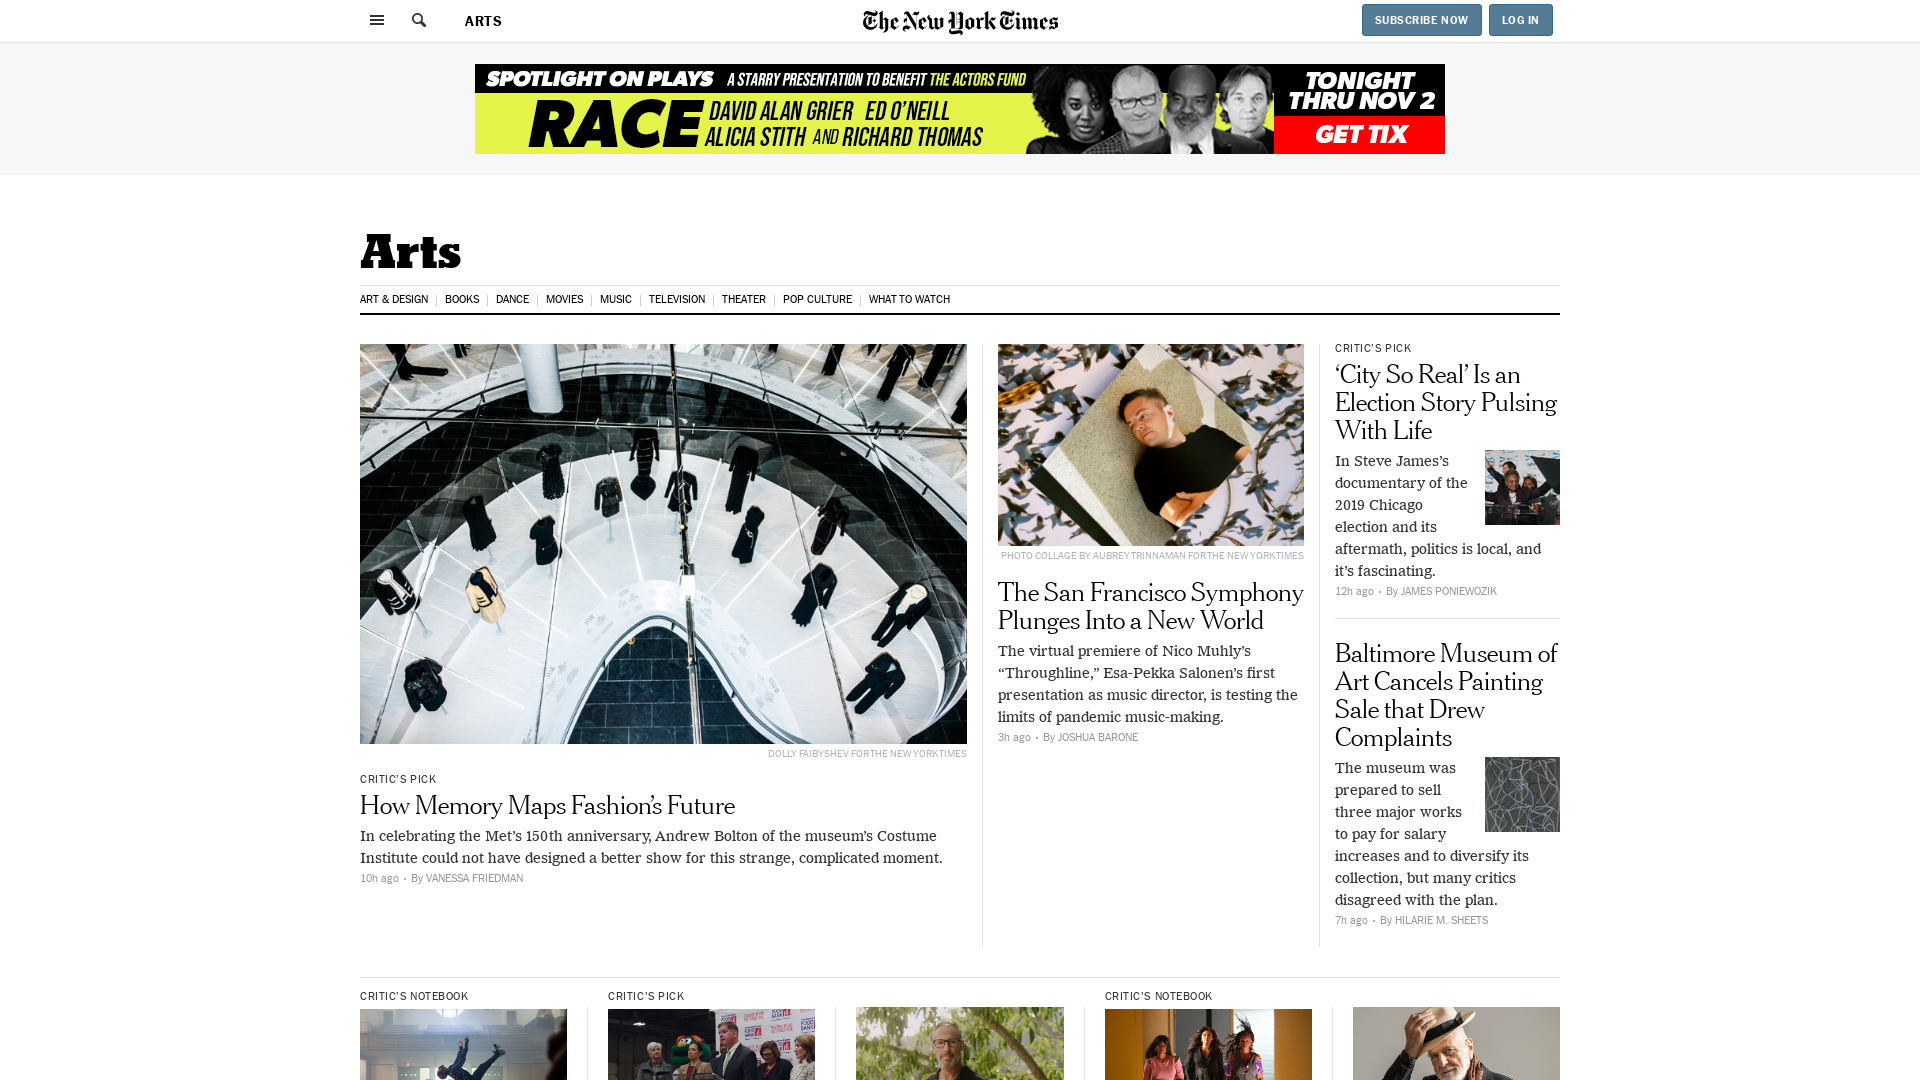 ARTS
The New York Times
SUBSCRIBE NOW
LOG IN
SPOTLIGHT ON PLAYS A STARRY PRESENTATION TO BENEFIT THE ACTORS FUND
RACE
DAVID ALAN GRIER ED O'NEILL
ALICIA STITH AND RICHARD THOMAS
TONIGHT
THRU NOV 2
GET TIX
Arts
ART & DESIGN
BOOKS
DANCE
MOVIES
MUSIC
TELEVISION
THEATER
POP CULTURE
WHAT TO WATCH
DOLLY FAIBYSHEV FOR THE NEW YORK TIMES
CRITIC'S PICK
How Memory Maps Fashion’s Future
In celebrating the Met’s 150th anniversary, Andrew Bolton of the museum’s Costume
Institute could not have designed a better show for this strange, complicated moment.
10h ago • By VANESSA FRIEDMAN
PHOTO COLLAGE BY AUBREY TRINNAMAN FOR THE NEW YORK TIMES
The San Francisco Symphony
Plunges Into a New World
The virtual premiere of Nico Muhly’s
“Throughline,” Esa-Pekka Salonen’s first
presentation as music director, is testing the
limits of pandemic music-making.
3h ago • By JOSHUA BARONE
CRITIC'S PICK
‘City So Real’ Is an
Election Story Pulsing
With Life
In Steve James’s
documentary of the
2019 Chicago
election and its
aftermath, politics is local, and
it’s fascinating.
12h ago • By JAMES PONIEWOZIK
Baltimore Museum of
Art Cancels Painting
Sale that Drew
Complaints
The museum was
prepared to sell
three major works
to pay for salary
increases and to diversify its
collection, but many critics
disagreed with the plan.
7h ago • By HILARIE M. SHEETS
CRITIC'S NOTEBOOK
CRITIC'S PICK
CRITIC'S NOTEBOOK